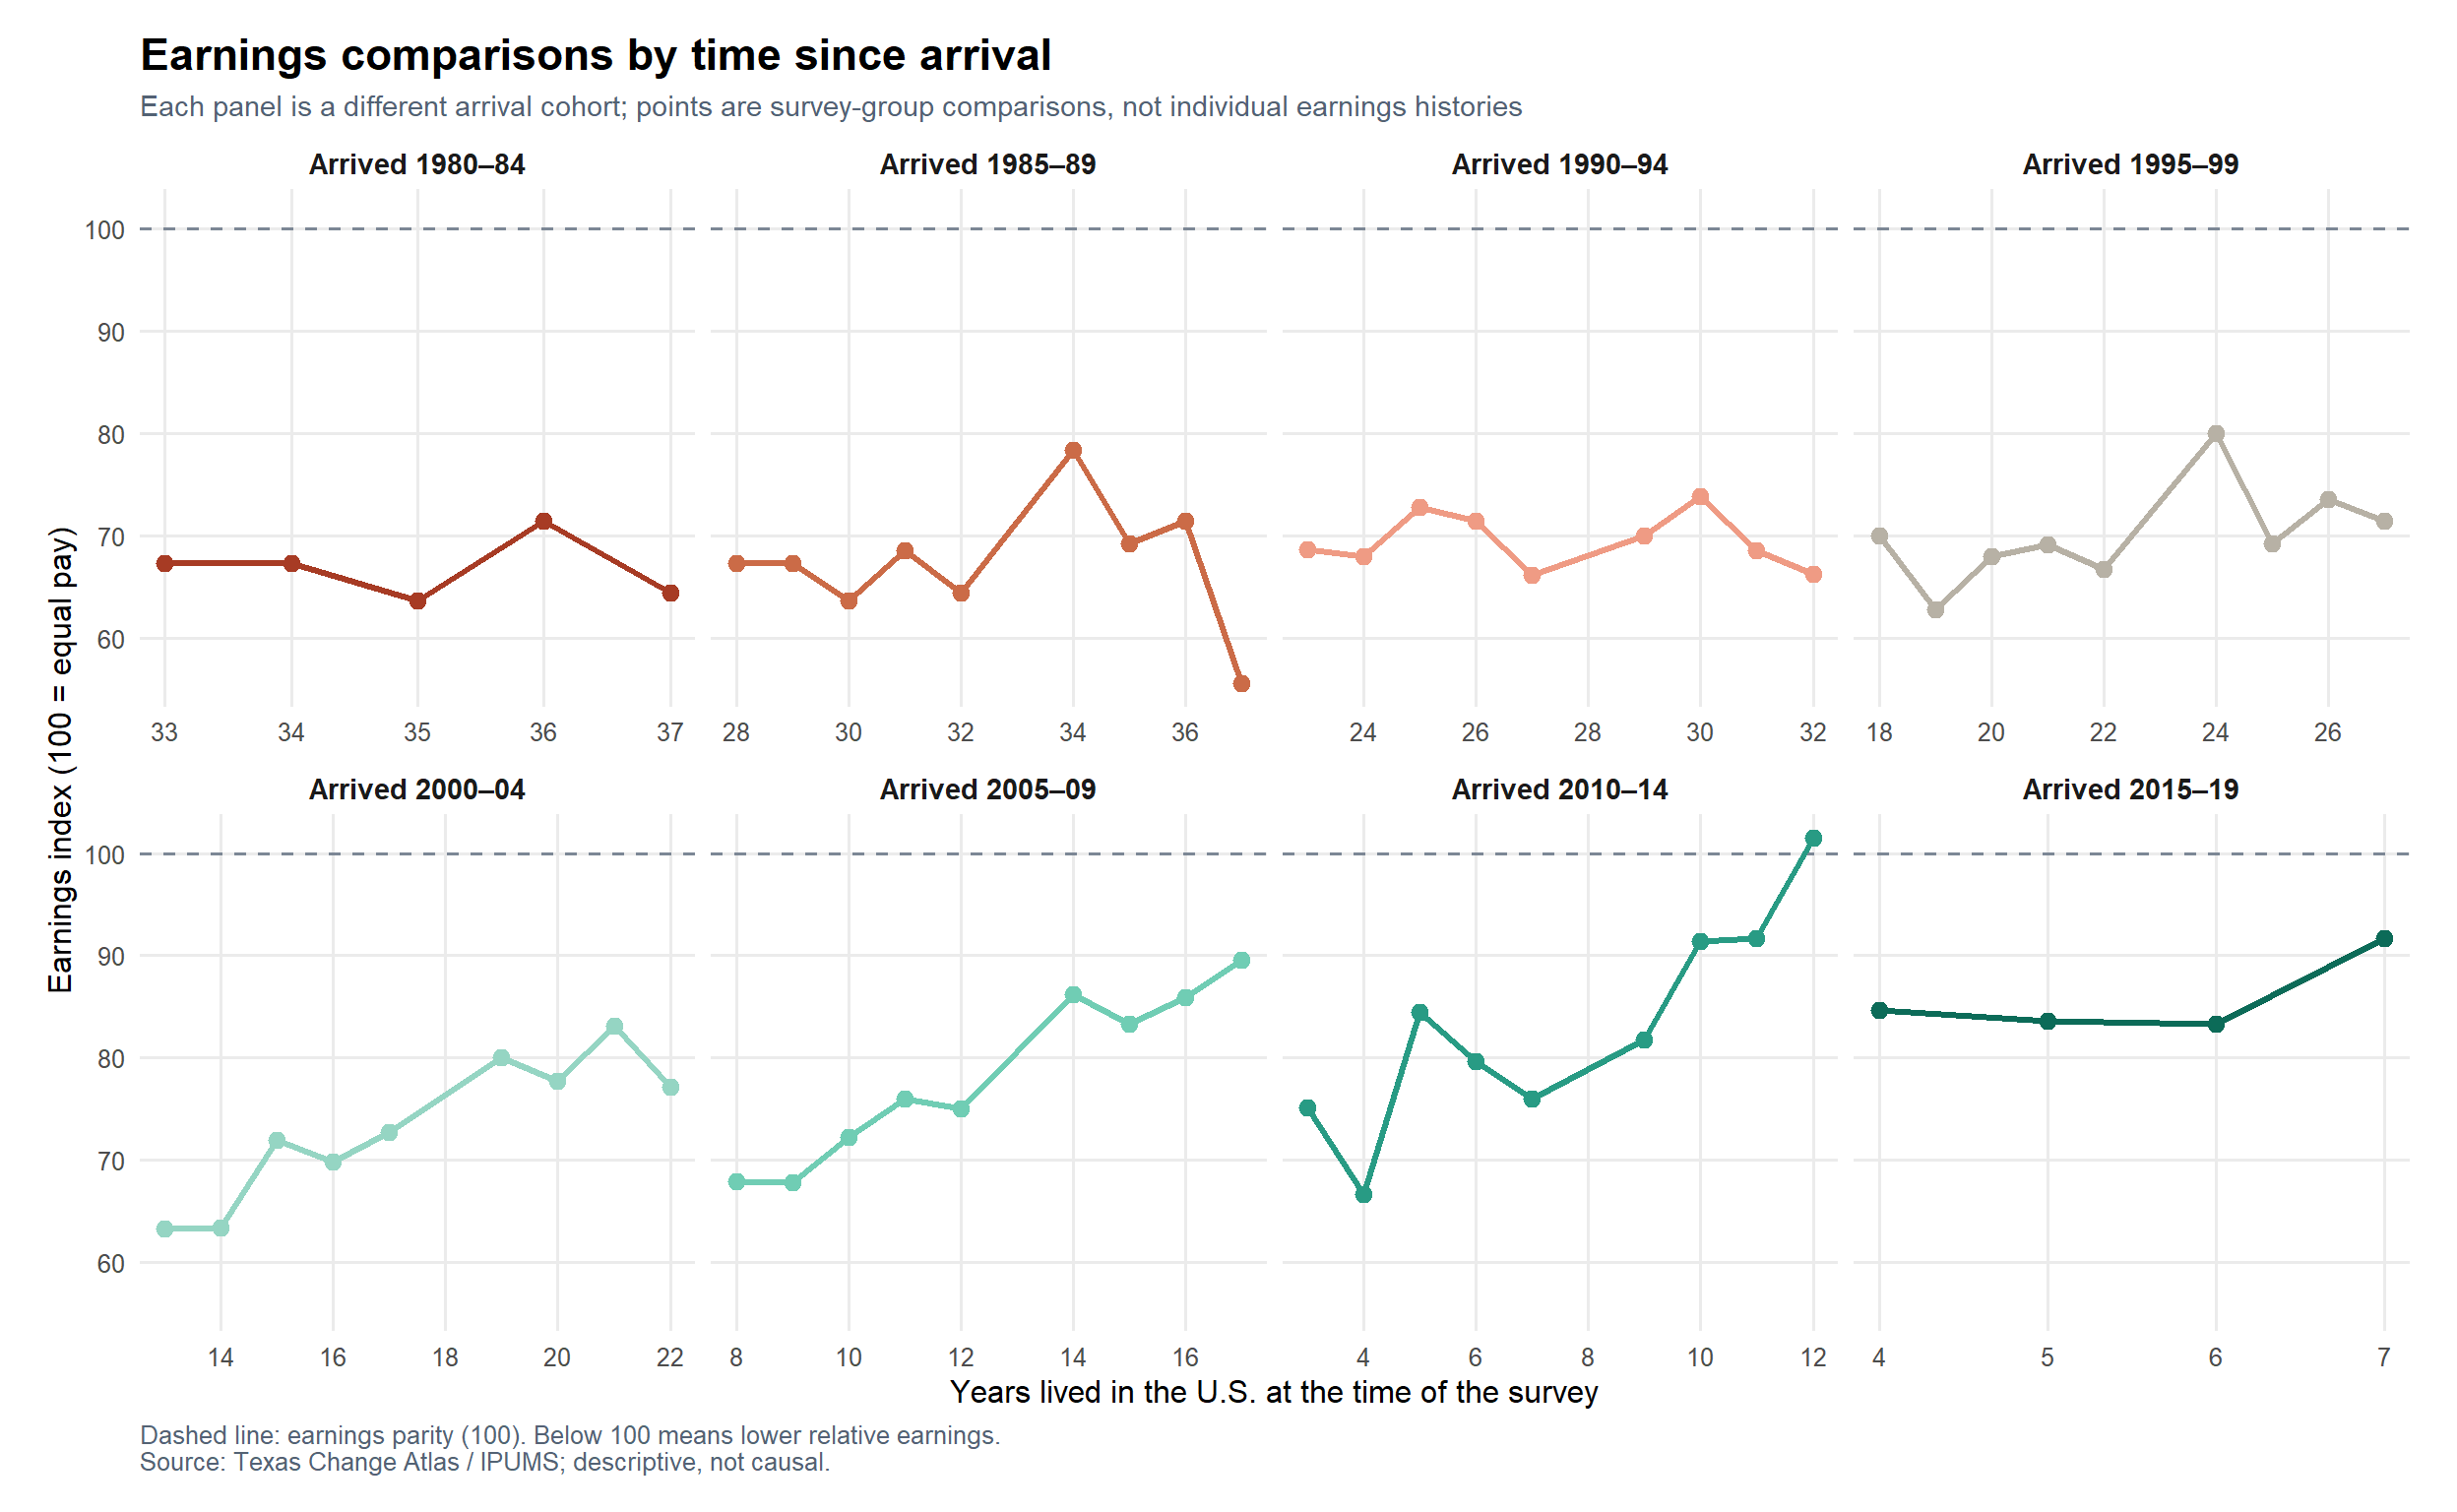 Earnings comparisons by time since arrival
Each panel is a different arrival cohort; points are survey-group comparisons, not individual earnings histories
Arrived 1980–84
Arrived 1985–89
Arrived 1990–94
Arrived 1995–99
100
90
80
70
60
33 34 35 36 37
28 30 32 34 36
24 26 28 30 32
18 20 22 24 26
Earnings index (100 = equal pay)
Arrived 2000–04
Arrived 2005–09
Arrived 2010–14
Arrived 2015–19
100
90
80
70
60
14 16 18 20 22
8 10 12 14 16
4 6 8 10 12
4 5 6 7
Years lived in the U.S. at the time of the survey
Dashed line: earnings parity (100). Below 100 means lower relative earnings.
Source: Texas Change Atlas / IPUMS; descriptive, not causal.